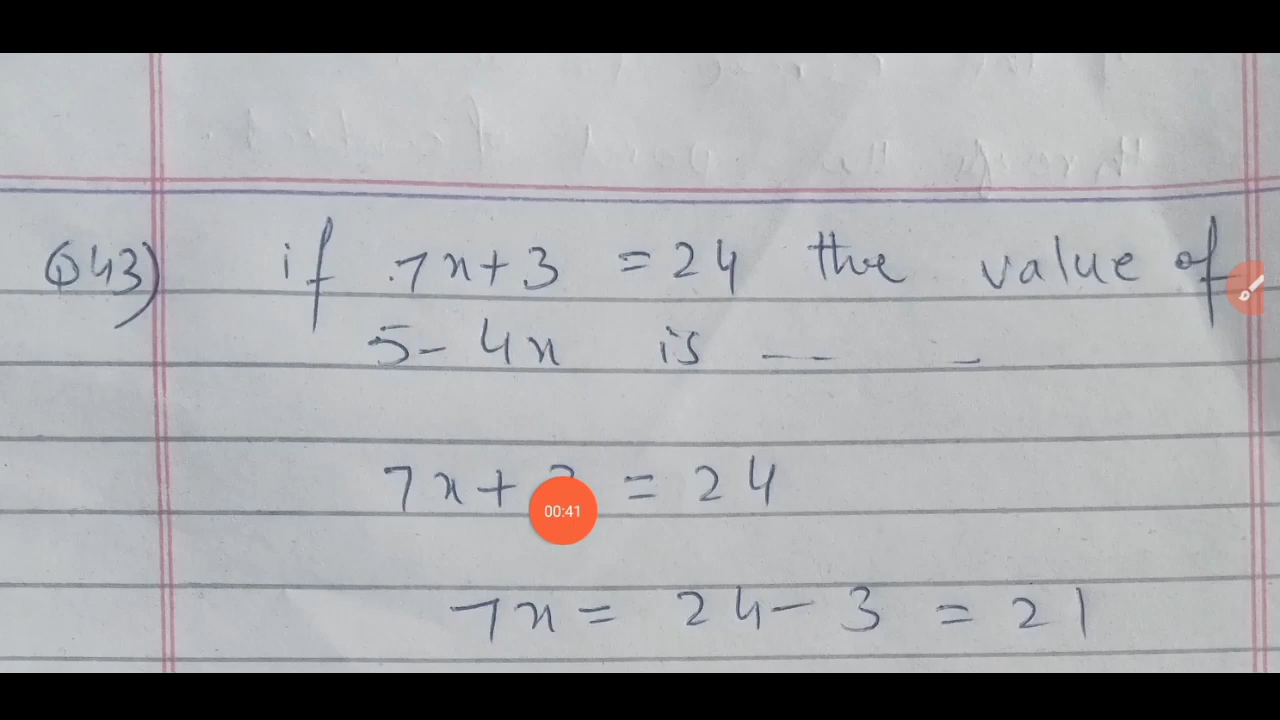 Q43) if 7x+3 = 24 the value of
5-4x is --- -
7x+3 = 24
00:41
7x = 24-3 = 21